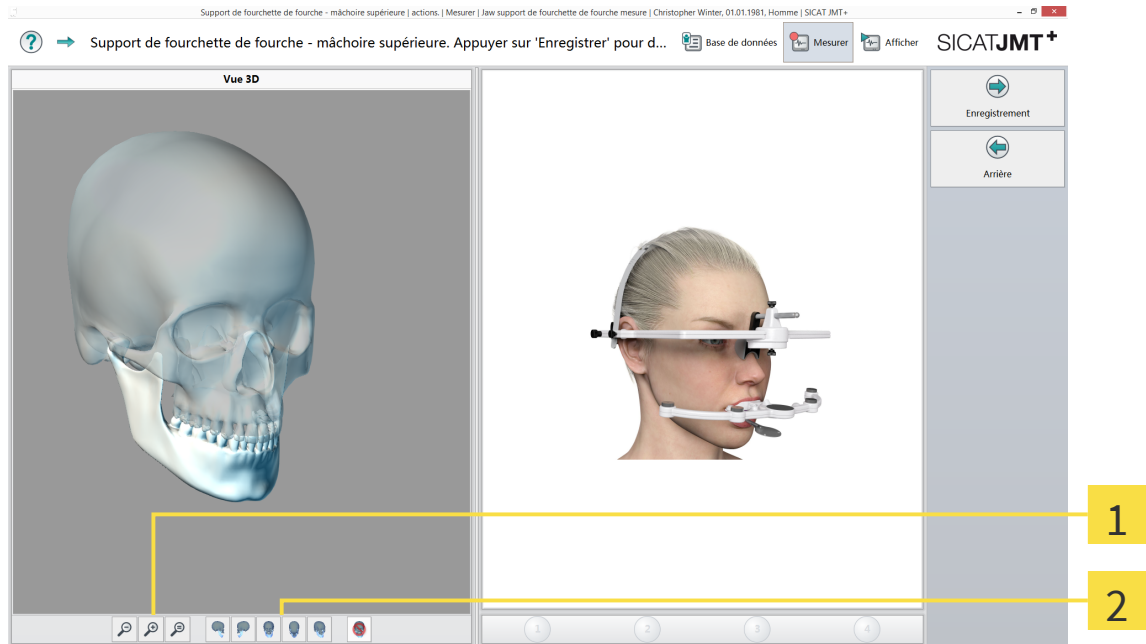 Support de fourchette de fourche - mâchoire supérieure | actions. | Mesurer | Jaw support de fourchette de fourche mesure | Christopher Winter, 01.01.1981, Homme | SICAT JMT+
Support de fourchette de fourche - mâchoire supérieure. Appuyer sur 'Enregistrer' pour d...
Base de données
Mesurer
Afficher
SICATJMT+
Vue 3D
Enregistrement
Arrière
1
2
1
2
3
4